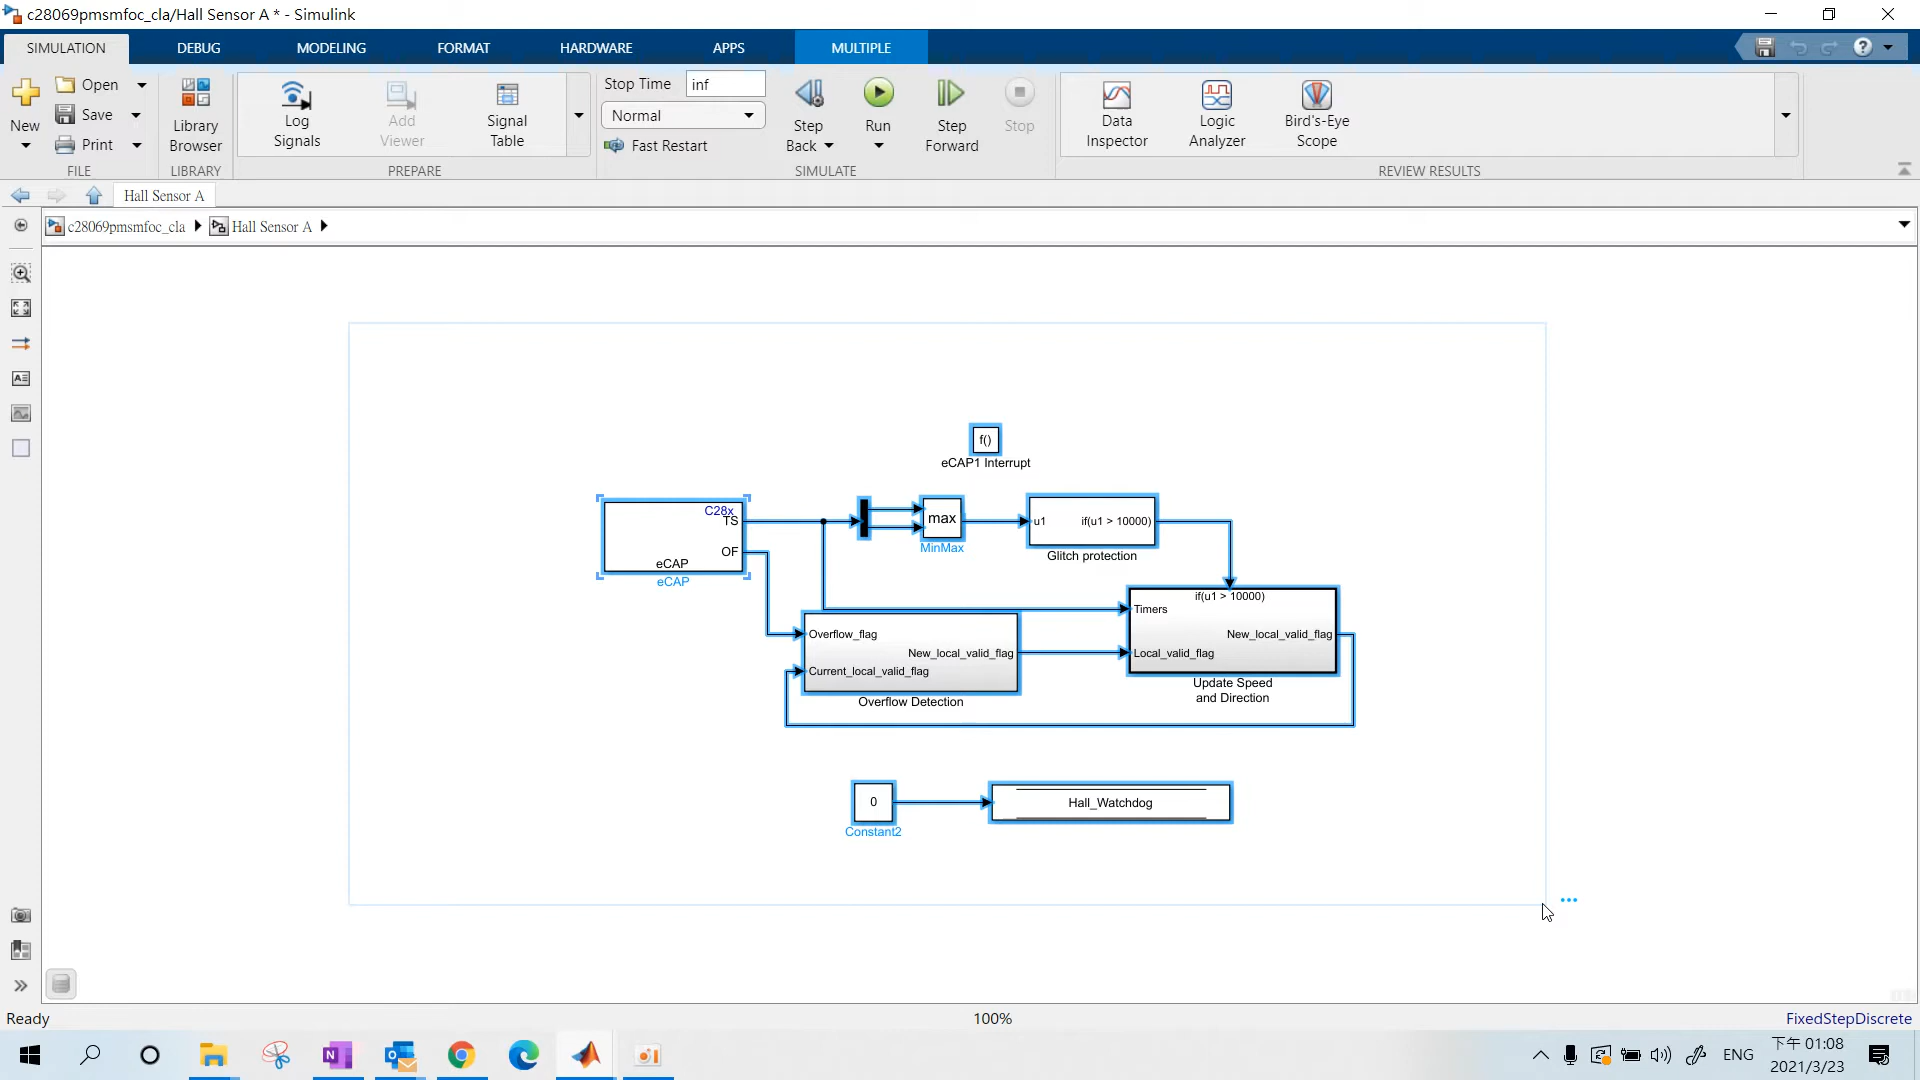 c28069pmsmfoc_cla/Hall Sensor A * - Simulink
SIMULATION
DEBUG
MODELING
FORMAT
HARDWARE
APPS
MULTIPLE
New
Open
Save
Print
FILE
Library
Browser
LIBRARY
Log
Signals
Add
Viewer
Signal
Table
PREPARE
Stop Time
inf
Normal
Fast Restart
Step
Back
Run
Step
Forward
Stop
SIMULATE
Data
Inspector
Logic
Analyzer
Bird's-Eye
Scope
REVIEW RESULTS
Hall Sensor A
c28069pmsmfoc_cla
Hall Sensor A
f()
eCAP1 Interrupt
C28x
TS
OF
eCAP
eCAP
max
MinMax
u1
if(u1 > 10000)
Glitch protection
if(u1 > 10000)
Timers
New_local_valid_flag
Local_valid_flag
Update Speed
and Direction
Overflow_flag
New_local_valid_flag
Current_local_valid_flag
Overflow Detection
0
Constant2
Hall_Watchdog
Ready
100%
FixedStepDiscrete
ENG
下午 01:08
2021/3/23